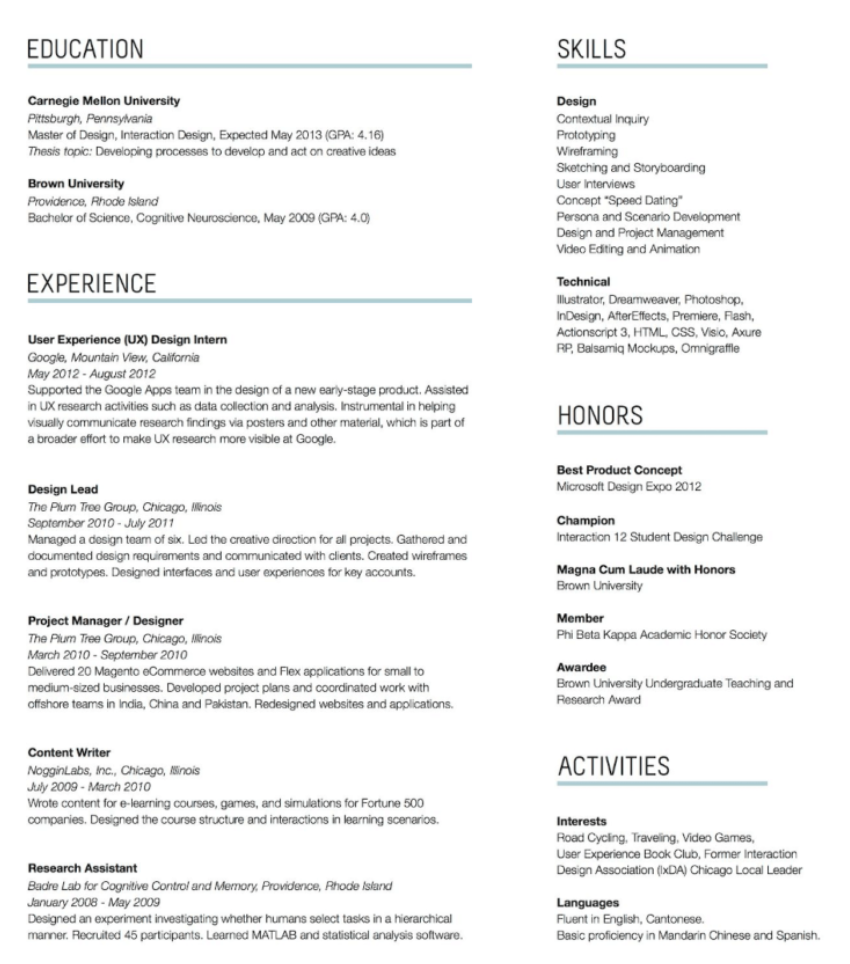 EDUCATION
Carnegie Mellon University
Pittsburgh, Pennsylvania
Master of Design, Interaction Design, Expected May 2013 (GPA: 4.16)
Thesis topic: Developing processes to develop and act on creative ideas
Brown University
Providence, Rhode Island
Bachelor of Science, Cognitive Neuroscience, May 2009 (GPA: 4.0)
EXPERIENCE
User Experience (UX) Design Intern
Google, Mountain View, California
May 2012 - August 2012
Supported the Google Apps team in the design of a new early-stage product. Assisted
in UX research activities such as data collection and analysis. Instrumental in helping
visually communicate research findings via posters and other material, which is part of
a broader effort to make UX research more visible at Google.
Design Lead
The Plum Tree Group, Chicago, Illinois
September 2010 - July 2011
Managed a design team of six. Led the creative direction for all projects. Gathered and
documented design requirements and communicated with clients. Created wireframes
and prototypes. Designed interfaces and user experiences for key accounts.
Project Manager / Designer
The Plum Tree Group, Chicago, Illinois
March 2010 - September 2010
Delivered 20 Magento eCommerce websites and Flex applications for small to
medium-sized businesses. Developed project plans and coordinated work with
offshore teams in India, China and Pakistan. Redesigned websites and applications.
Content Writer
NogginLabs, Inc., Chicago, Illinois
July 2009 - March 2010
Wrote content for e-learning courses, games, and simulations for Fortune 500
companies. Designed the course structure and interactions in learning scenarios.
Research Assistant
Badre Lab for Cognitive Control and Memory, Providence, Rhode Island
January 2008 - May 2009
Designed an experiment investigating whether humans select tasks in a hierarchical
manner. Recruited 45 participants. Learned MATLAB and statistical analysis software.
SKILLS
Design
Contextual Inquiry
Prototyping
Wireframing
Sketching and Storyboarding
User Interviews
Concept “Speed Dating”
Persona and Scenario Development
Design and Project Management
Video Editing and Animation
Technical
Illustrator, Dreamweaver, Photoshop,
InDesign, AfterEffects, Premiere, Flash,
Actionscript 3, HTML, CSS, Visio, Axure
RP, Balsamiq Mockups, Omnigraffle
HONORS
Best Product Concept
Microsoft Design Expo 2012
Champion
Interaction 12 Student Design Challenge
Magna Cum Laude with Honors
Brown University
Member
Phi Beta Kappa Academic Honor Society
Awardee
Brown University Undergraduate Teaching and
Research Award
ACTIVITIES
Interests
Road Cycling, Traveling, Video Games,
User Experience Book Club, Former Interaction
Design Association (IxDA) Chicago Local Leader
Languages
Fluent in English, Cantonese.
Basic proficiency in Mandarin Chinese and Spanish.